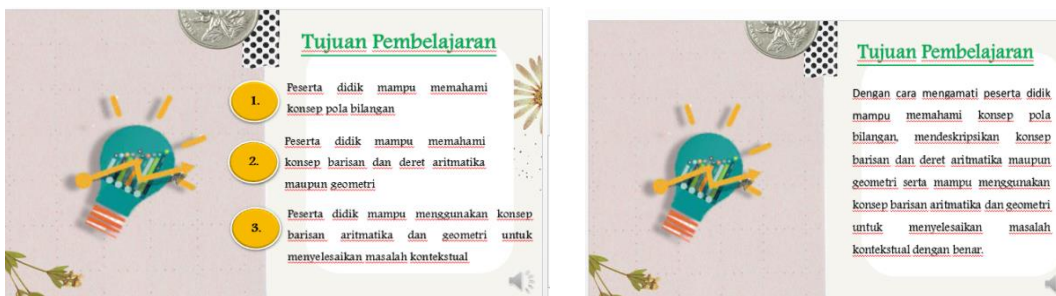 Tujuan Pembelajaran
1.
Peserta didik mampu memahami
konsep pola bilangan
2.
Peserta didik mampu memahami
konsep barisan dan deret aritmatika
maupun geometri
3.
Peserta didik mampu menggunakan konsep
barisan aritmatika dan geometri untuk
menyelesaikan masalah kontekstual
Tujuan Pembelajaran
Dengan cara mengamati peserta didik
mampu memahami konsep pola
bilangan, mendeskripsikan konsep
barisan dan deret aritmatika maupun
geometri serta mampu menggunakan
konsep barisan aritmatika dan geometri
untuk menyelesaikan masalah
kontekstual dengan benar.